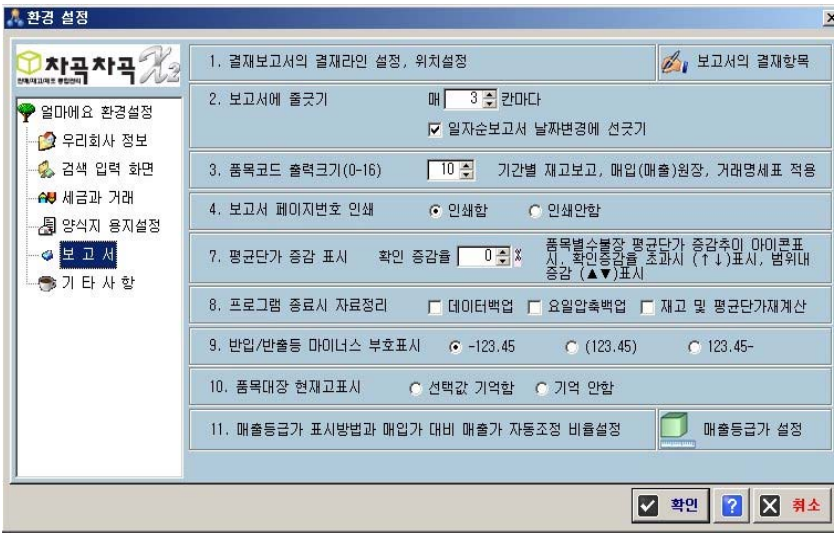 환경 설정
차곡차곡 X2
얼마에요 환경설정
우리회사 정보
검색 입력 화면
세금과 거래
양식지 용지설정
보 고 서
기 타 사 항
1. 결재보고서의 결재라인 설정, 위치설정
보고서의 결재항목
2. 보고서에 줄긋기 매 3 칸마다
일자순보고서 날짜변경에 선긋기
3. 품목코드 출력크기(0-16) 10 기간별 재고보고, 매입(매출)원장, 거래명세표 적용
4. 보고서 페이지번호 인쇄 인쇄함 인쇄안함
7. 평균단가 증감 표시 확인 증감율 0 %
품목별수불장 평균단가 증감추이 아이콘표
시. 확인증감율 초과시 (↑↓)표시, 범위내
증감 (▲▼)표시
8. 프로그램 종료시 자료정리 데이터백업 요일압축백업 재고 및 평균단가재계산
9. 반입/반출등 마이너스 부호표시 -123.45 (123.45) 123.45-
10. 품목대장 현재고표시 선택값 기억함 기억 안함
11. 매출등급가 표시방법과 매입가 대비 매출가 자동조정 비율설정
매출등급가 설정
확인 ? 취소